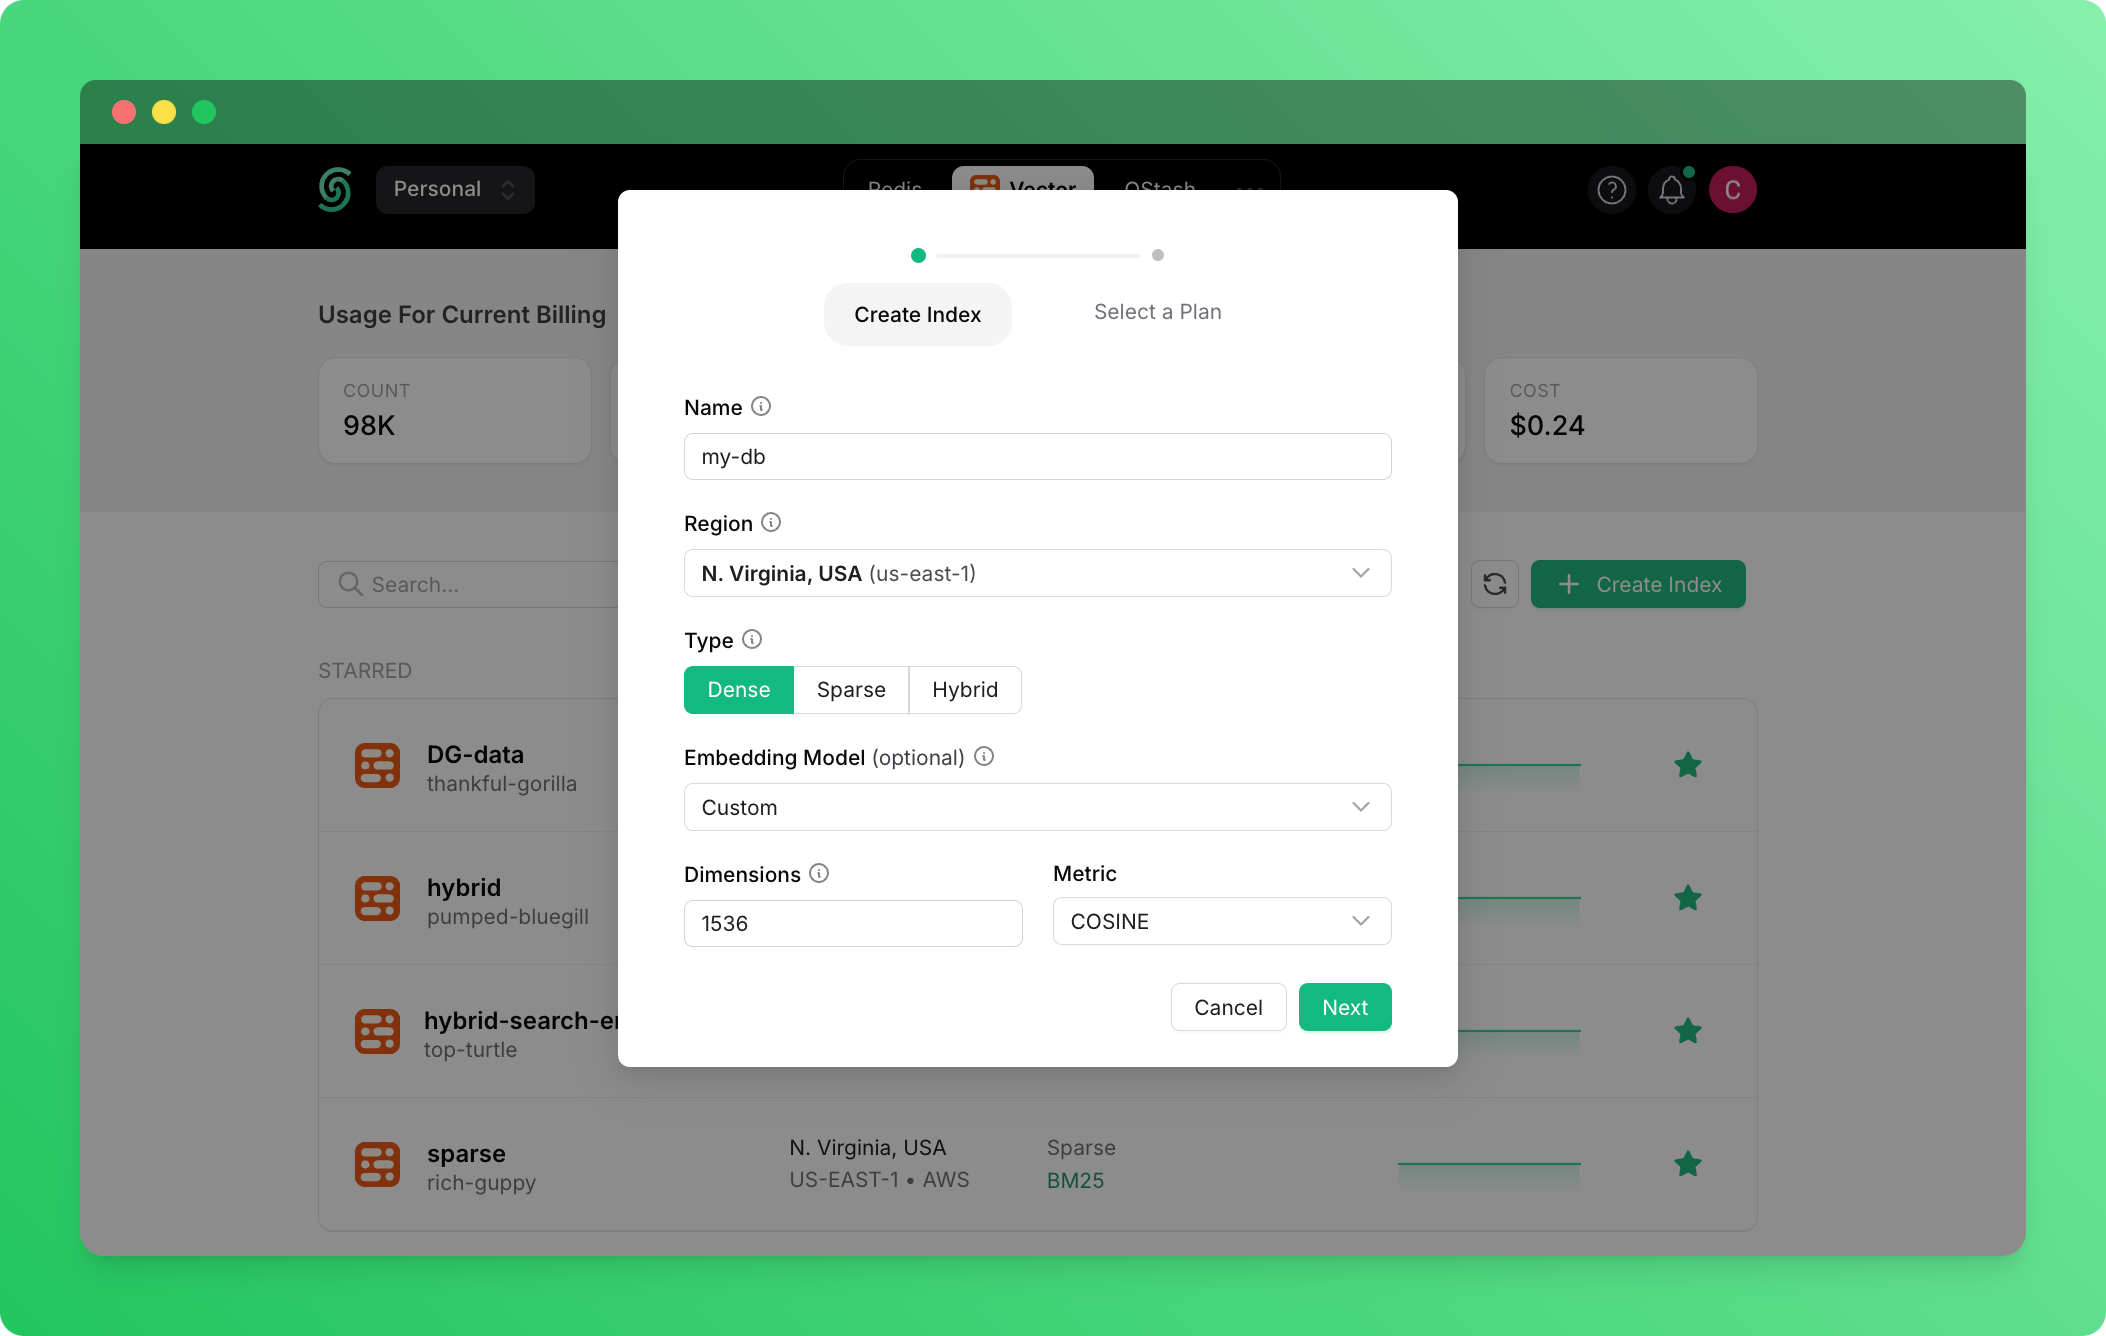 Personal
Redis
Vector
QStash
C
Usage For Current Billing
COUNT
98K
COST
$0.24
Search...
Create Index
STARRED
DG-data
thankful-gorilla
hybrid
pumped-bluegill
hybrid-search-er
top-turtle
sparse
rich-guppy
N. Virginia, USA
US-EAST-1 • AWS
Sparse
BM25
Create Index
Select a Plan
Name
my-db
Region
N. Virginia, USA (us-east-1)
Type
Dense
Sparse
Hybrid
Embedding Model (optional)
Custom
Dimensions
1536
Metric
COSINE
Cancel
Next